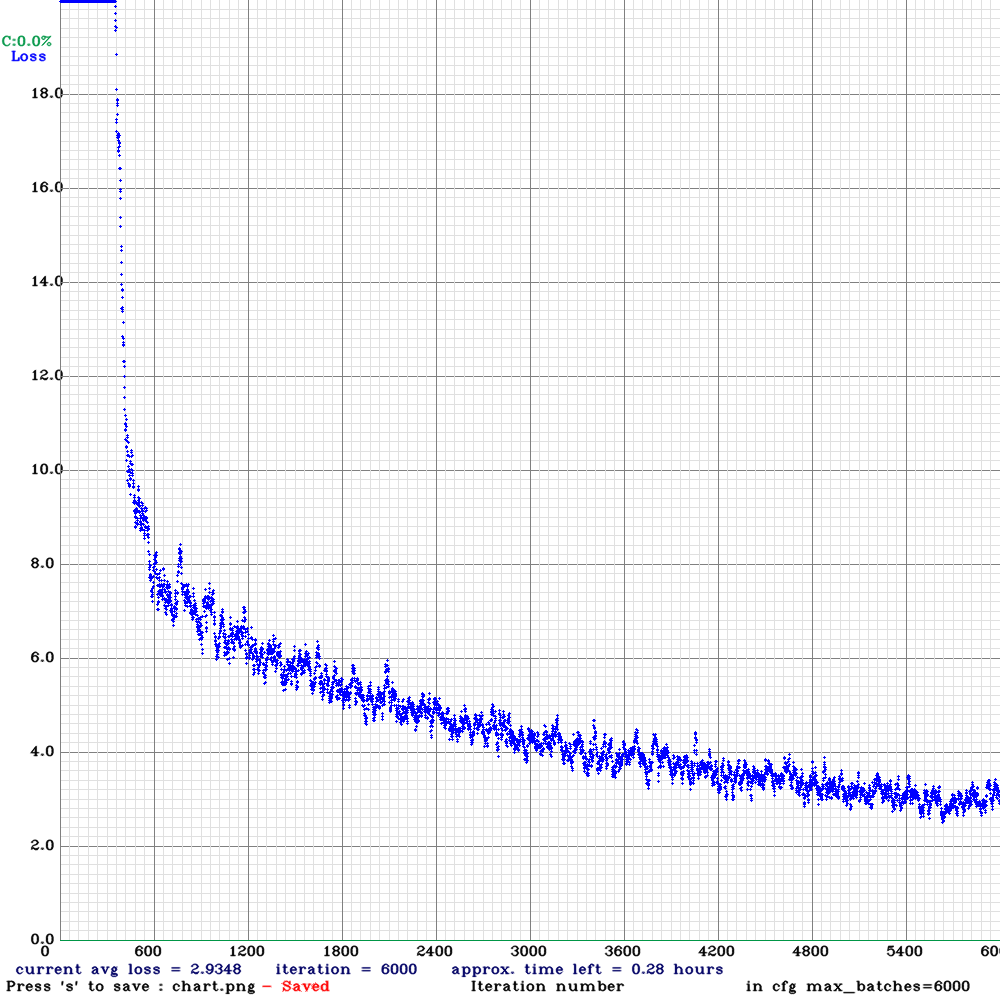 C:0.0%
Loss
18.0
16.0
14.0
12.0
10.0
8.0
6.0
4.0
2.0
0.0
0 600 1200 1800 2400 3000 3600 4200 4800 5400 60
current avg loss = 2.9348 iteration = 6000 approx. time left = 0.28 hours
Press 's' to save : chart.png - Saved Iteration number in cfg max_batches=6000